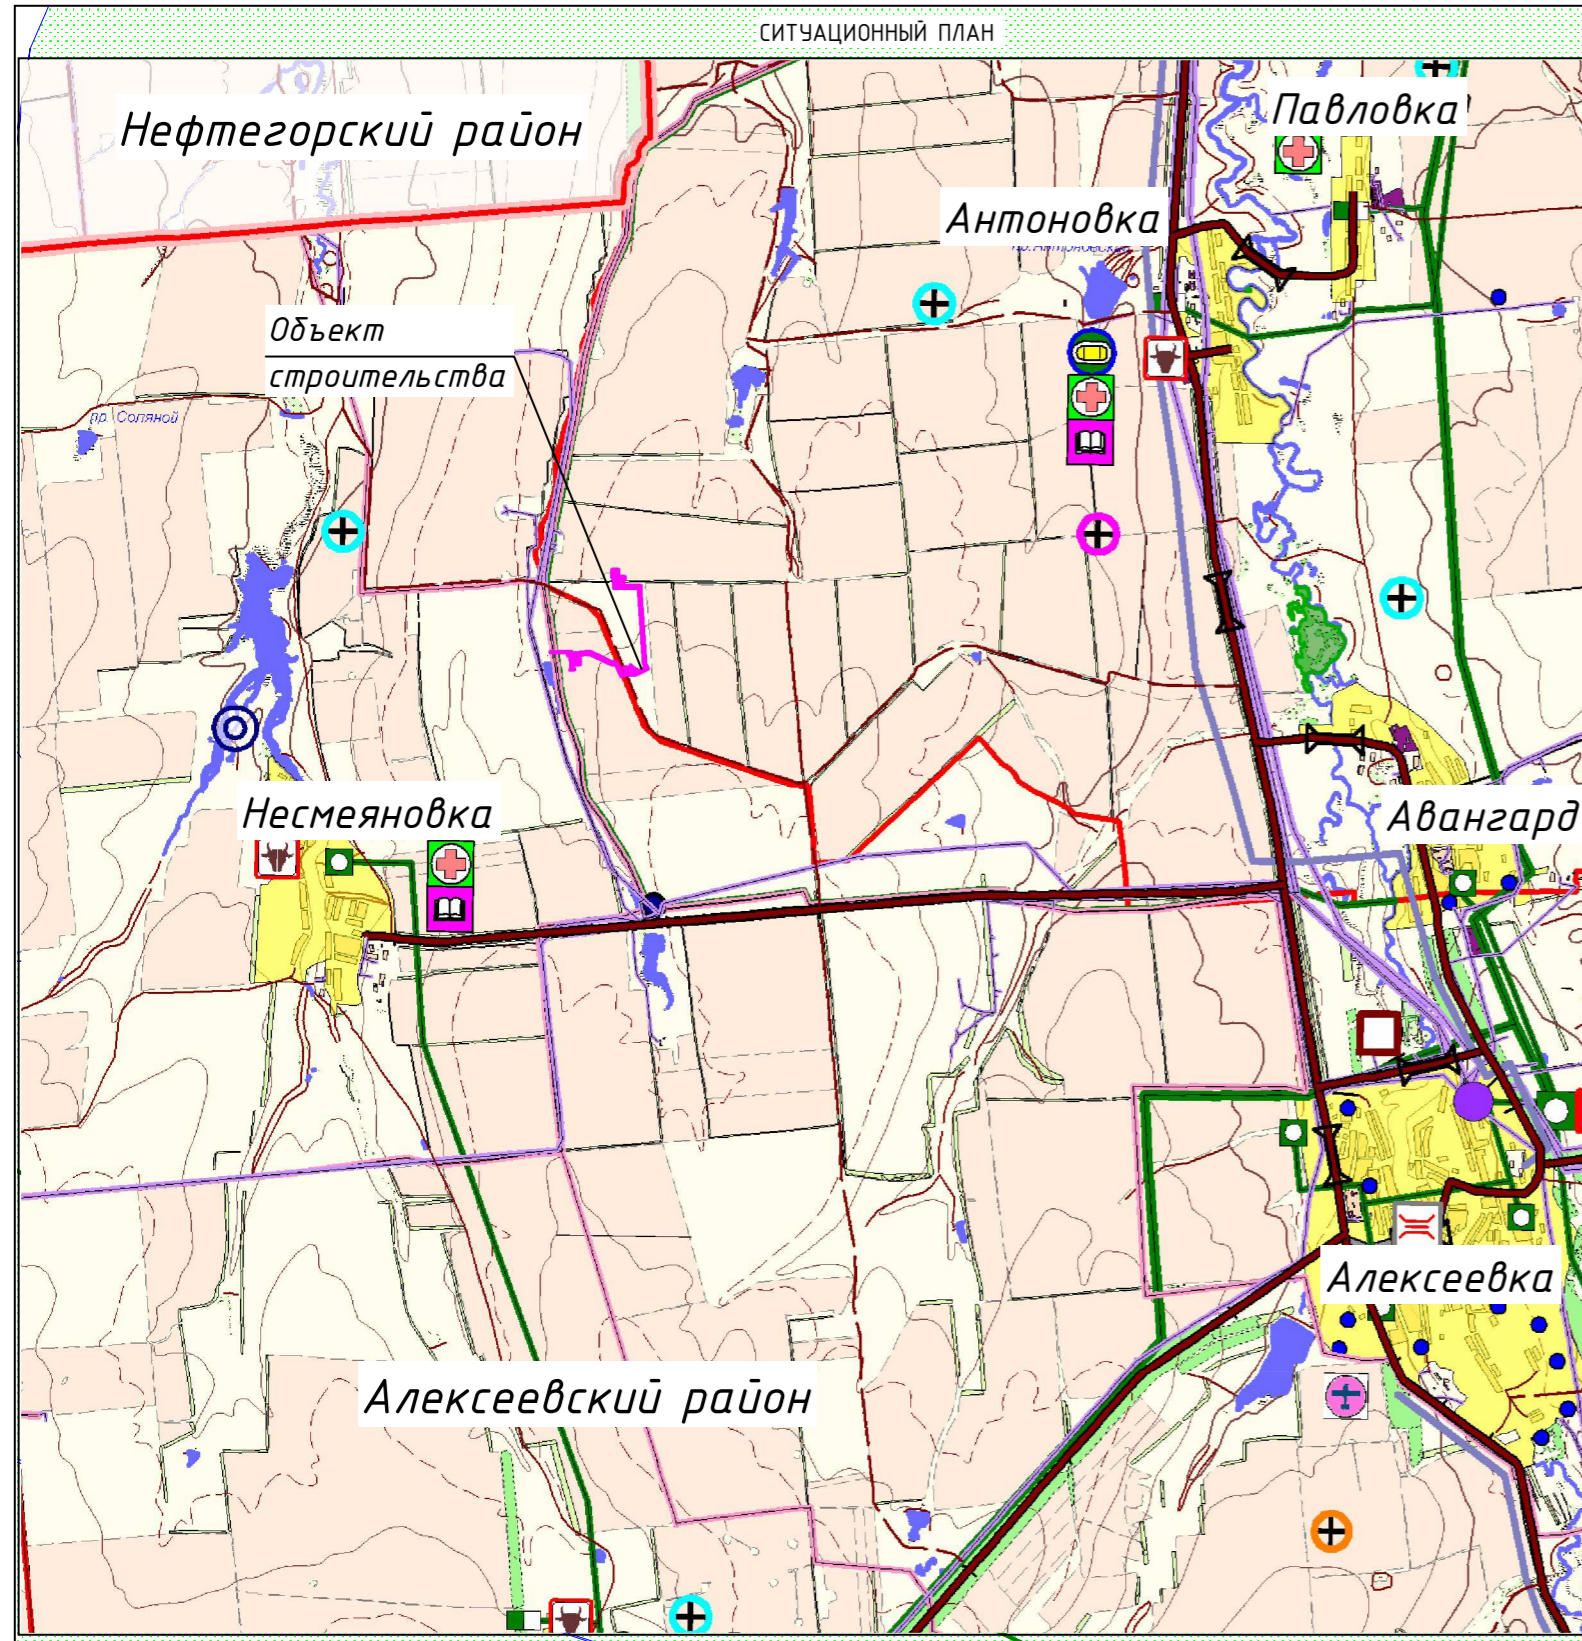 СИТУАЦИОННЫЙ ПЛАН
Павловка
Нефтегорский район
Антоновка
Объект
строительства
пр. Соляной
Несмеяновка
Авангард
Алексеевка
Алексеевский район